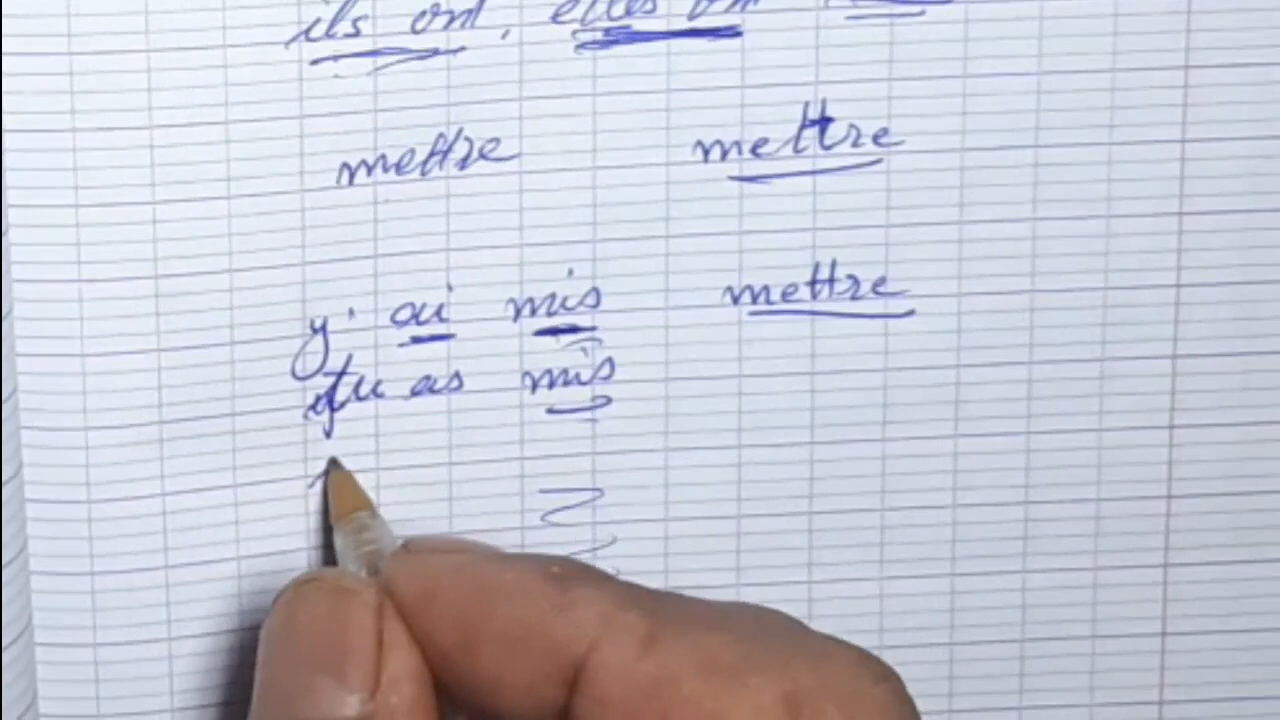 ils ont, elles ont
mettre mettre
j' ai mis mettre
tu as mis